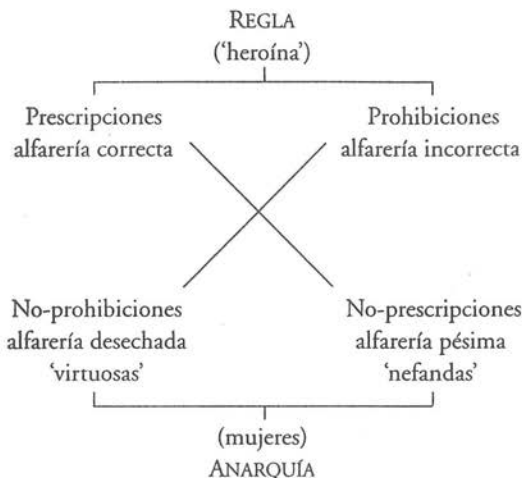 REGLA
(‘heroína’)
Prescripciones
alfarería correcta
Prohibiciones
alfarería incorrecta
No-prohibiciones
alfarería desechada
‘virtuosas’
No-prescripciones
alfarería pésima
‘nefandas’
(mujeres)
ANARQUÍA